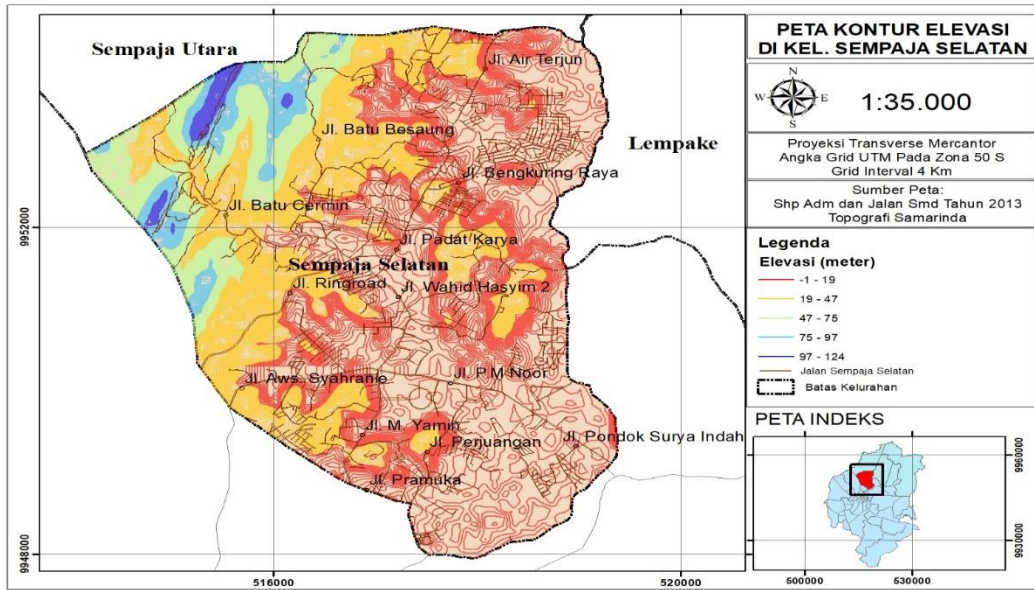 Sempaja Utara
Jl. Air Terjun
Jl. Batu Besaung
Lempake
Jl. Bengkuring Raya
Jl. Batu Cermin
Jl. Padat Karya
Sempaja Selatan
Jl. Ringroad
Jl. Wahid Hasyim 2
Jl. Aws. Syahranie
Jl. P.M Noor
Jl. M. Yamin
Jl. Perjuangan
Jl. Pondok Surya Indah
Jl. Pramuka
9952000
9948000
516000
520000
PETA KONTUR ELEVASI
DI KEL. SEMPAJA SELATAN
N
W
E
S
1:35.000
Proyeksi Transverse Mercantor
Angka Grid UTM Pada Zona 50 S
Grid Interval 4 Km
Sumber Peta:
Shp Adm dan Jalan Smd Tahun 2013
Topografi Samarinda
Legenda
Elevasi (meter)
-1 - 19
19 - 47
47 - 75
75 - 97
97 - 124
Jalan Sempaja Selatan
Batas Kelurahan
PETA INDEKS
9960000
9930000
500000
530000